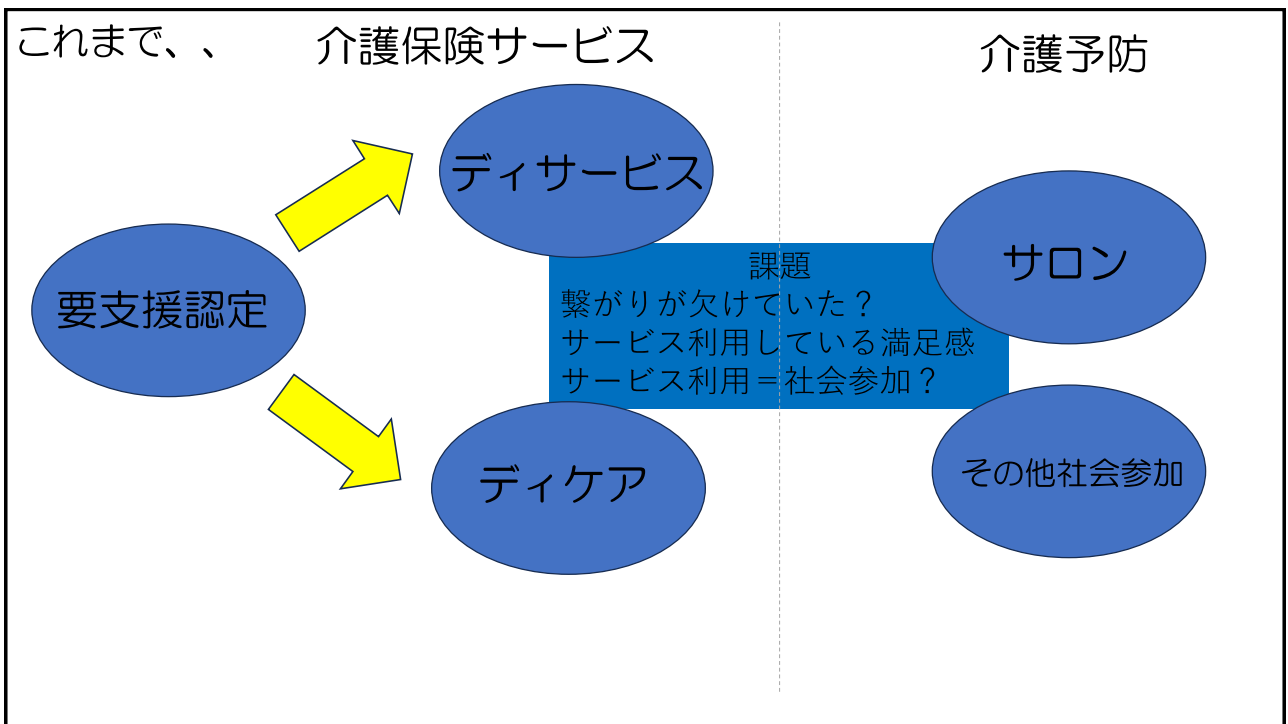 これまで、、
介護保険サービス
介護予防
ディサービス
要支援認定
課題
繋がりが欠けていた？
サービス利用している満足感
サービス利用＝社会参加？
サロン
ディケア
その他社会参加